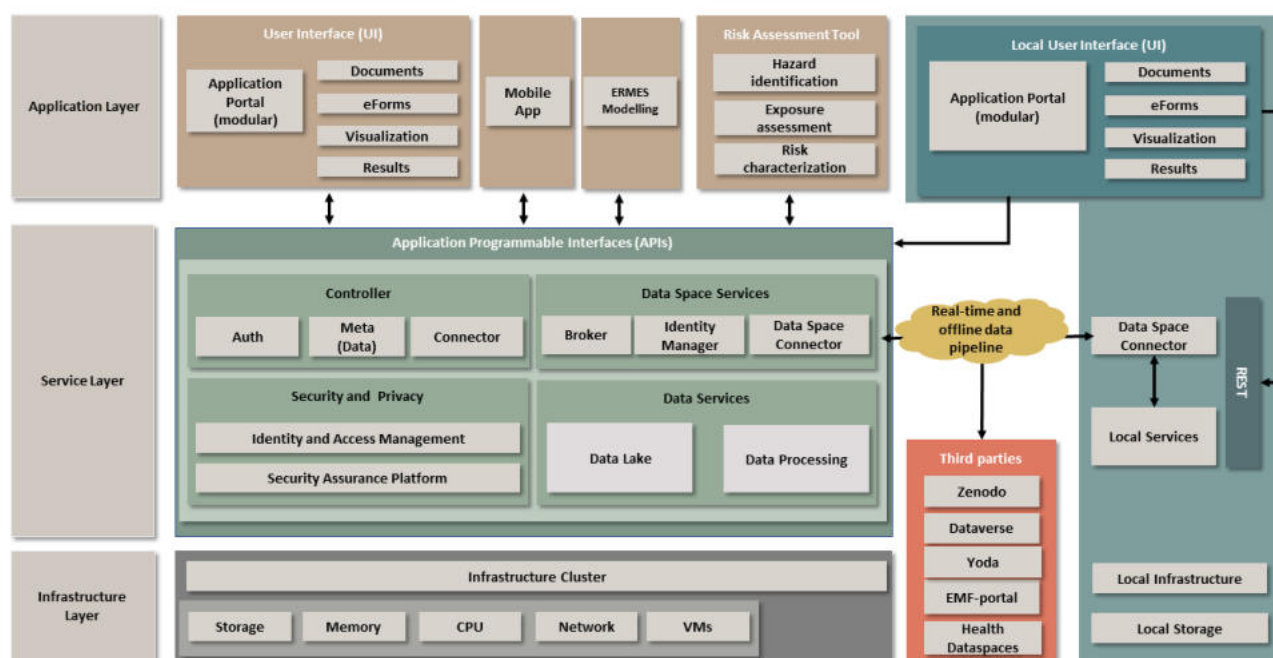 Application Layer
User Interface (UI)
Application
Portal
(modular)
Documents
eForms
Visualization
Results
Mobile
App
ERMES
Modelling
Risk Assessment Tool
Hazard
identification
Exposure
assessment
Risk
characterization
Local User Interface (UI)
Application Portal
(modular)
Documents
eForms
Visualization
Results
Service Layer
Application Programmable Interfaces (APIs)
Controller
Auth
Meta
(Data)
Connector
Data Space Services
Broker
Identity
Manager
Data Space
Connector
Security and Privacy
Identity and Access Management
Security Assurance Platform
Data Services
Data Lake
Data Processing
Real-time and
offline data
pipeline
Data Space
Connector
REST
Local Services
Third parties
Zenodo
Dataverse
Yoda
EMF-portal
Health
Dataspaces
Infrastructure
Layer
Infrastructure Cluster
Storage
Memory
CPU
Network
VMs
Local Infrastructure
Local Storage